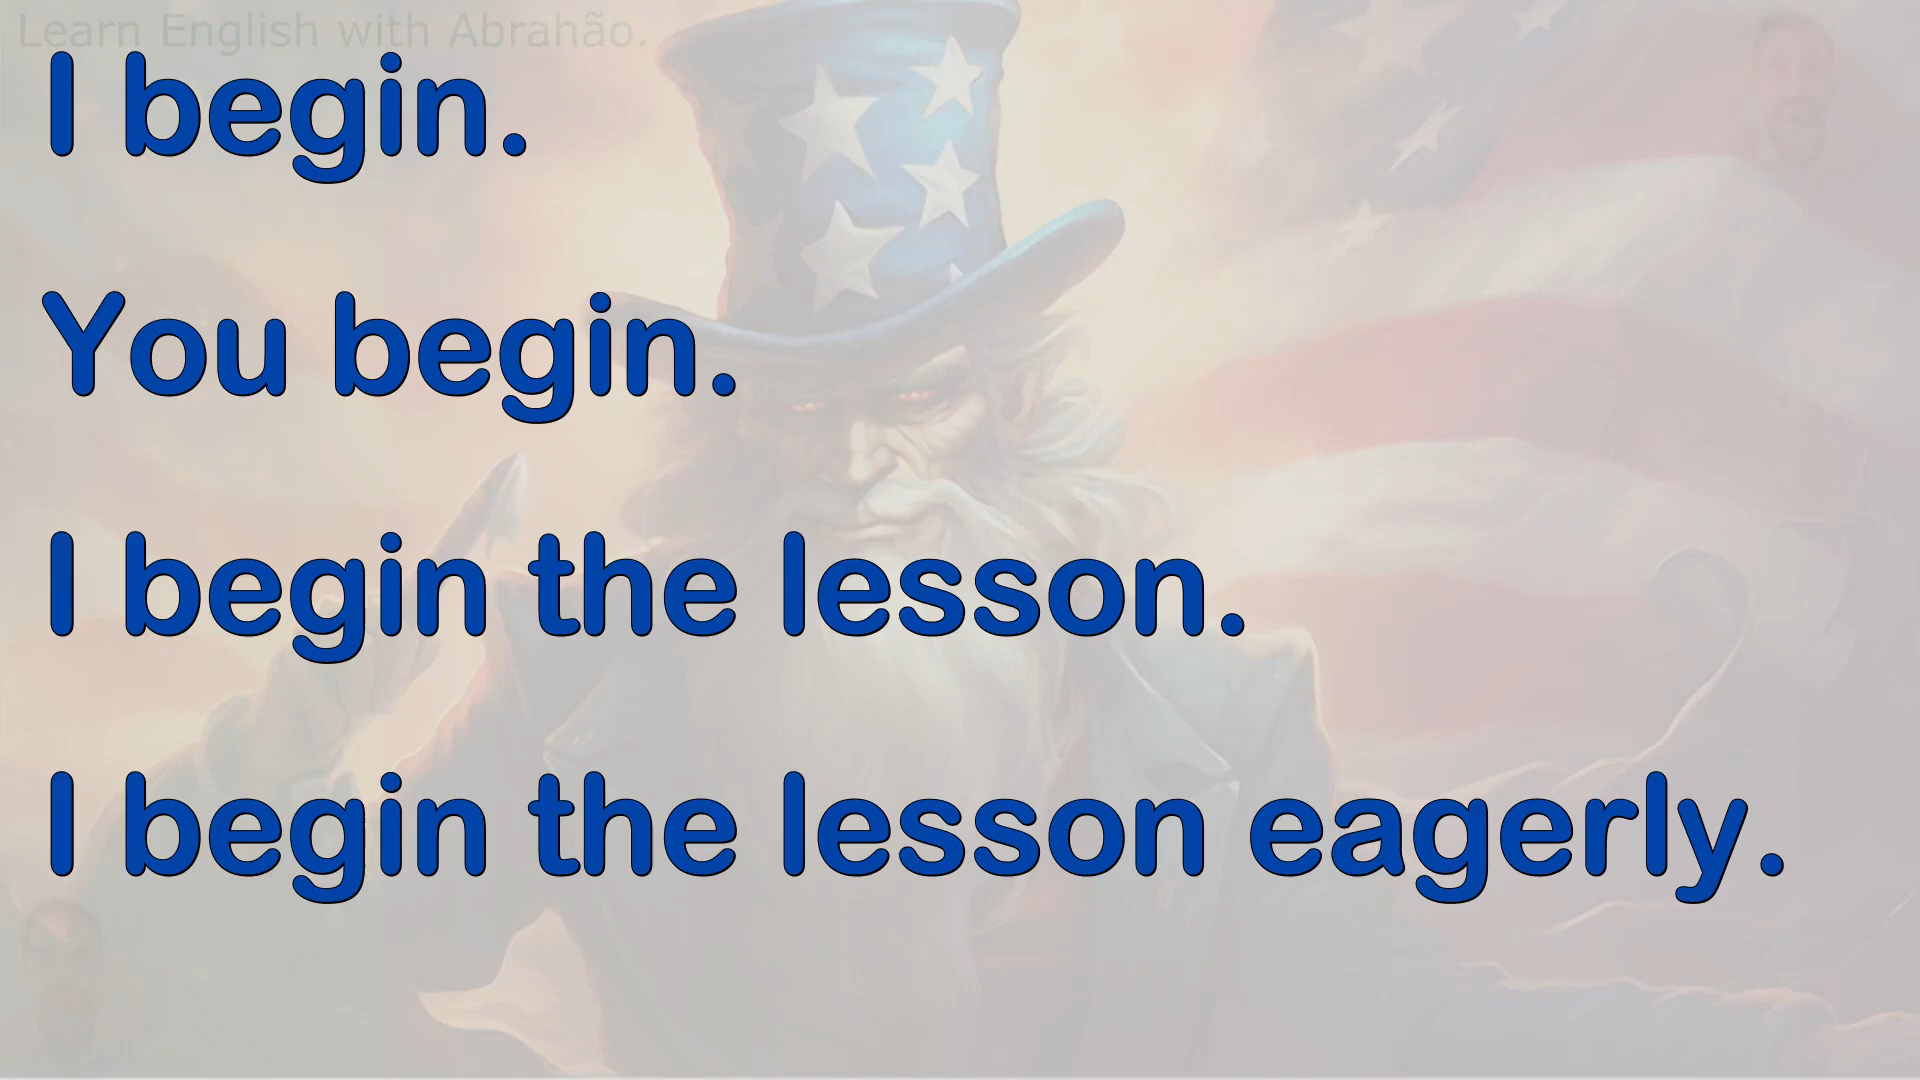 Learn English with Abrahão.
I begin.
You begin.
I begin the lesson.
I begin the lesson eagerly.